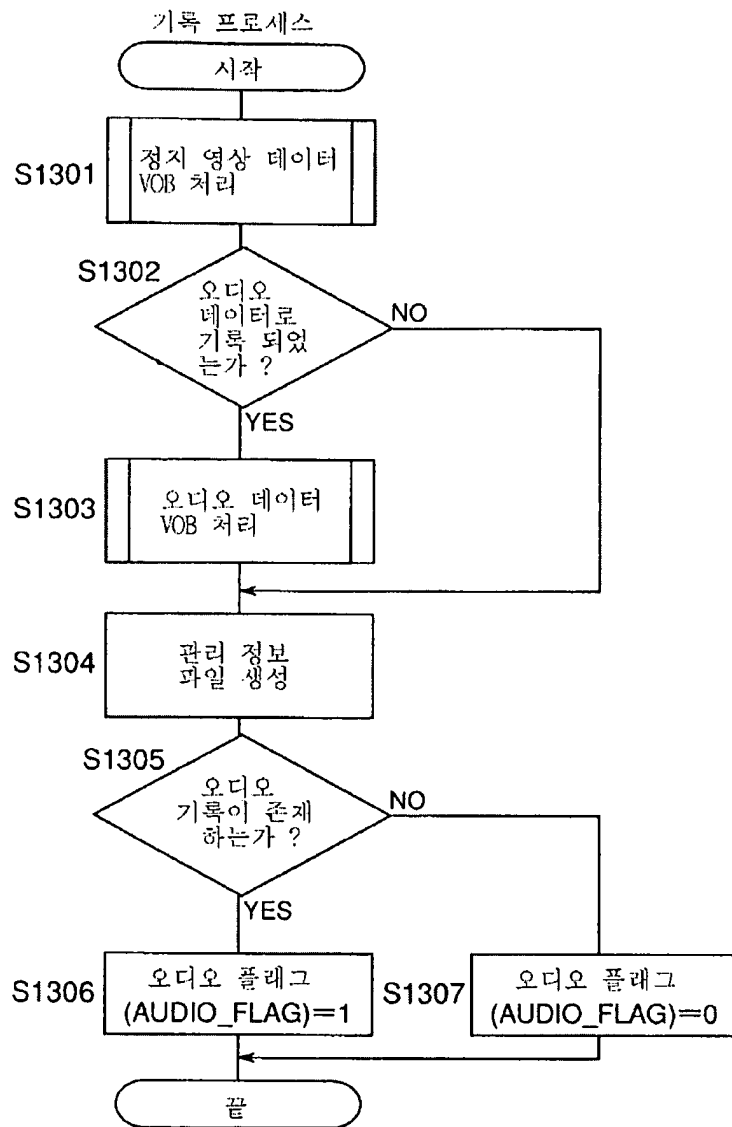 기록 프로세스
시작
S1301
정지 영상 데이터
VOB 처리
S1302
오디오
데이터로
기록 되었
는가 ?
NO
YES
S1303
오디오 데이터
VOB 처리
S1304
관리 정보
파일 생성
S1305
오디오
기록이 존재
하는가 ?
NO
YES
S1306
오디오 플래그
(AUDIO_FLAG)=1
S1307
오디오 플래그
(AUDIO_FLAG)=0
끝